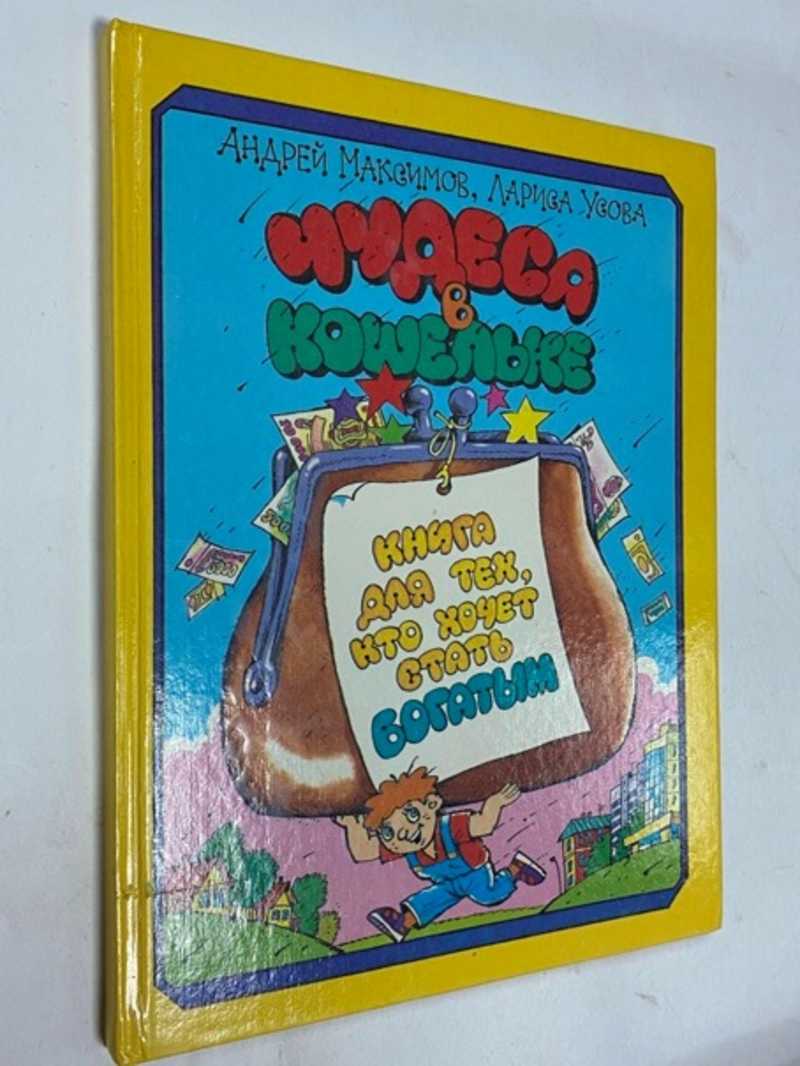 Андрей Максимов, Лариса Усова
ЧУДЕСА
В
КОШЕЛЬКЕ
КНИГА
ДЛЯ ТЕХ,
КТО ХОЧЕТ
СТАТЬ
БОГАТЫМ